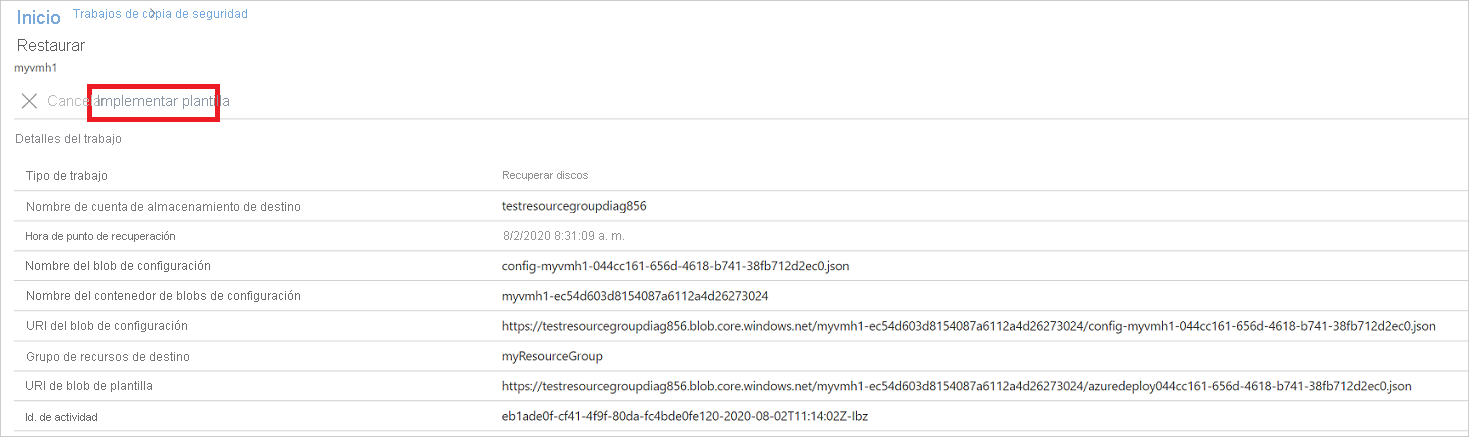 Inicio Trabajos de copia de seguridad
Restaurar
myvmh1
Cancelar Implementar plantilla
Detalles del trabajo
Tipo de trabajo Recuperar discos
Nombre de cuenta de almacenamiento de destino testresourcegroupdiag856
Hora de punto de recuperación 8/2/2020 8:31:09 a. m.
Nombre del blob de configuración config-myvmh1-044cc161-656d-4618-b741-38fb712d2ec0.json
Nombre del contenedor de blobs de configuración myvmh1-ec54d603d8154087a6112a4d26273024
URI del blob de configuración https://testresourcegroupdiag856.blob.core.windows.net/myvmh1-ec54d603d8154087a6112a4d26273024/config-myvmh1-044cc161-656d-4618-b741-38fb712d2ec0.json
Grupo de recursos de destino myResourceGroup
URI de blob de plantilla https://testresourcegroupdiag856.blob.core.windows.net/myvmh1-ec54d603d8154087a6112a4d26273024/azuredeploy044cc161-656d-4618-b741-38fb712d2ec0.json
Id. de actividad eb1ade0f-cf41-4f9f-80da-fc4bde0fe120-2020-08-02T11:14:02Z-Ibz